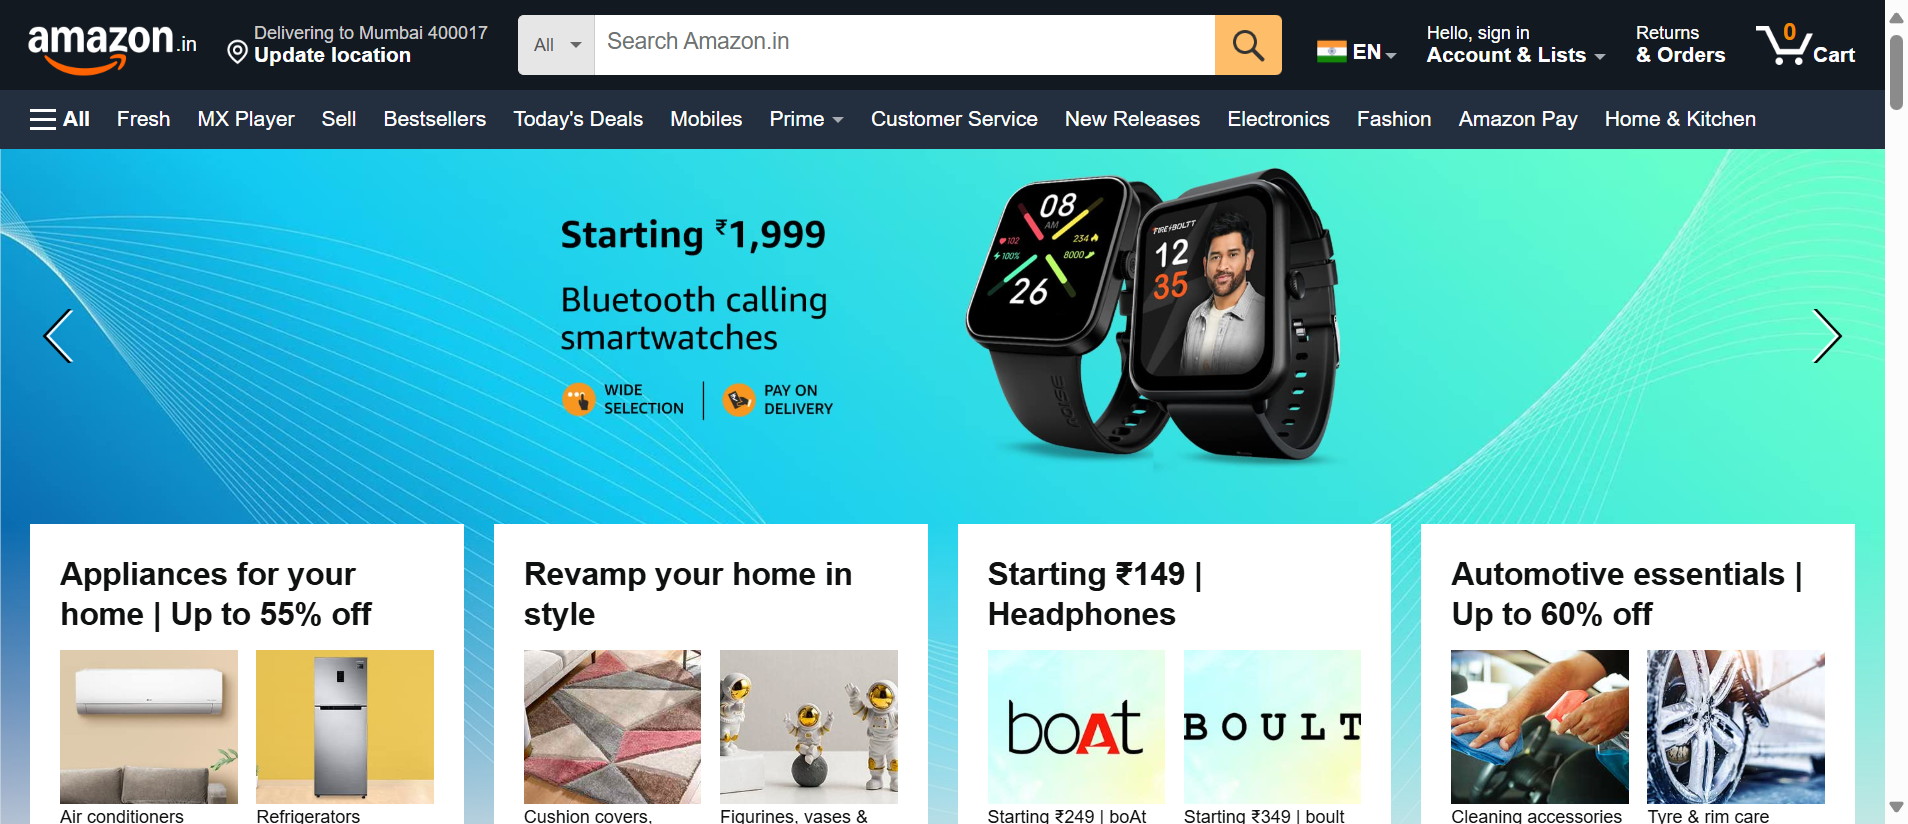 amazon.in
Delivering to Mumbai 400017
Update location
All
Search Amazon.in
EN
Hello, sign in
Account & Lists
Returns
& Orders
0
Cart
All
Fresh
MX Player
Sell
Bestsellers
Today's Deals
Mobiles
Prime
Customer Service
New Releases
Electronics
Fashion
Amazon Pay
Home & Kitchen
Starting ₹1,999
Bluetooth calling
smartwatches
WIDE
SELECTION
PAY ON
DELIVERY
08
AM
102
234
100%
8000
26
NOISE
FIRE-BOLTT
12
35
Appliances for your
home | Up to 55% off
Air conditioners
Refrigerators
Revamp your home in
style
Cushion covers,
Figurines, vases &
Starting ₹149 |
Headphones
boAt
BOULT
Starting ₹249 | boAt
Starting ₹349 | boult
Automotive essentials |
Up to 60% off
Cleaning accessories
Tyre & rim care